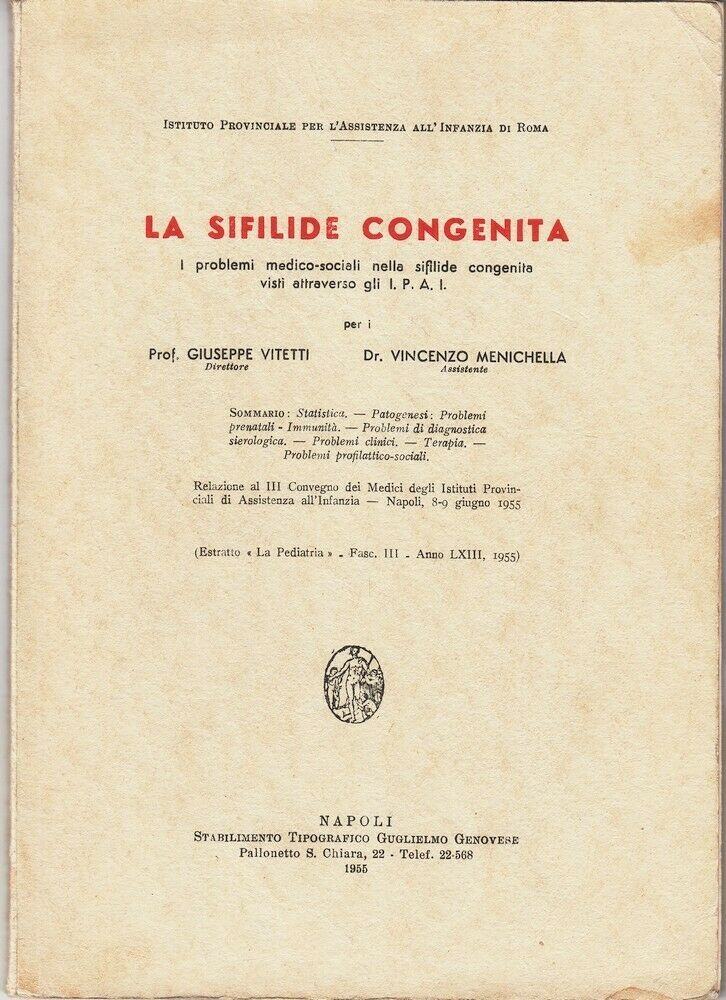 ISTITUTO PROVINCIALE PER L'ASSISTENZA ALL'INFANZIA DI ROMA
LA SIFILIDE CONGENITA
I problemi medico-sociali nella sifilide congenita
visti attraverso gli I. P. A. I.
per i
Prof. GIUSEPPE VITETTI Dr. VINCENZO MENICHELLA
Direttore Assistente
SOMMARIO: Statistica. — Patogenesi: Problemi
prenatali - Immunità. — Problemi di diagnostica
sierologica. — Problemi clinici. — Terapia. —
Problemi profilattico-sociali.
Relazione al III Convegno dei Medici degli Istituti Provin-
ciali di Assistenza all'Infanzia — Napoli, 8-9 giugno 1955
(Estratto « La Pediatria » - Fasc. III - Anno LXIII, 1955)
NAPOLI
STABILIMENTO TIPOGRAFICO GUGLIELMO GENOVESE
Pallonetto S. Chiara, 22 - Telef. 22-568
1955